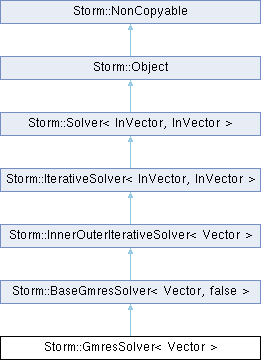 Storm::NonCopyable
Storm::Object
Storm::Solver< InVector, InVector >
Storm::IterativeSolver< InVector, InVector >
Storm::InnerOuterIterativeSolver< Vector >
Storm::BaseGmresSolver< Vector, false >
Storm::GmresSolver< Vector >